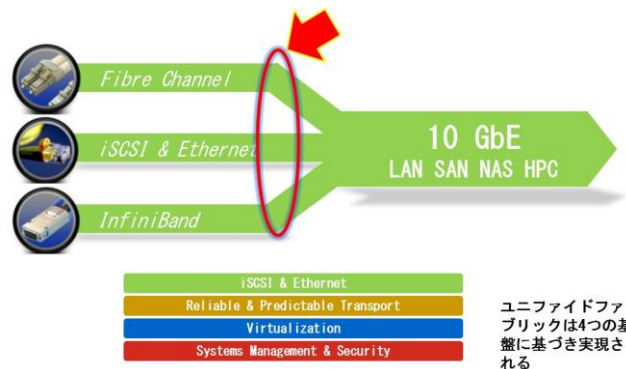 Fibre Channel
iSCSI & Ethernet
InfiniBand
10 GbE
LAN SAN NAS HPC
iSCSI & Ethernet
Reliable & Predictable Transport
Virtualization
Systems Management & Security
ユニファイドファ
ブリックは4つの基
盤に基づき実現さ
れる